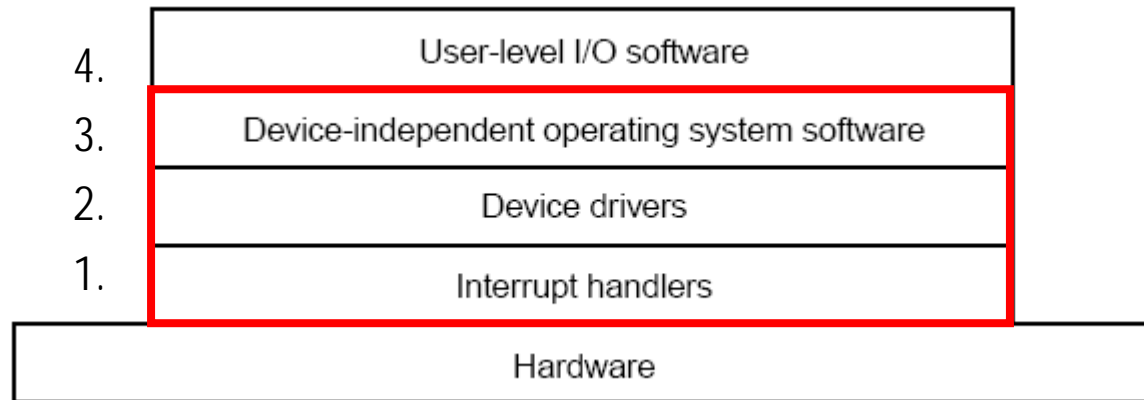 4. User-level I/O software
3. Device-independent operating system software
2. Device drivers
1. Interrupt handlers
Hardware